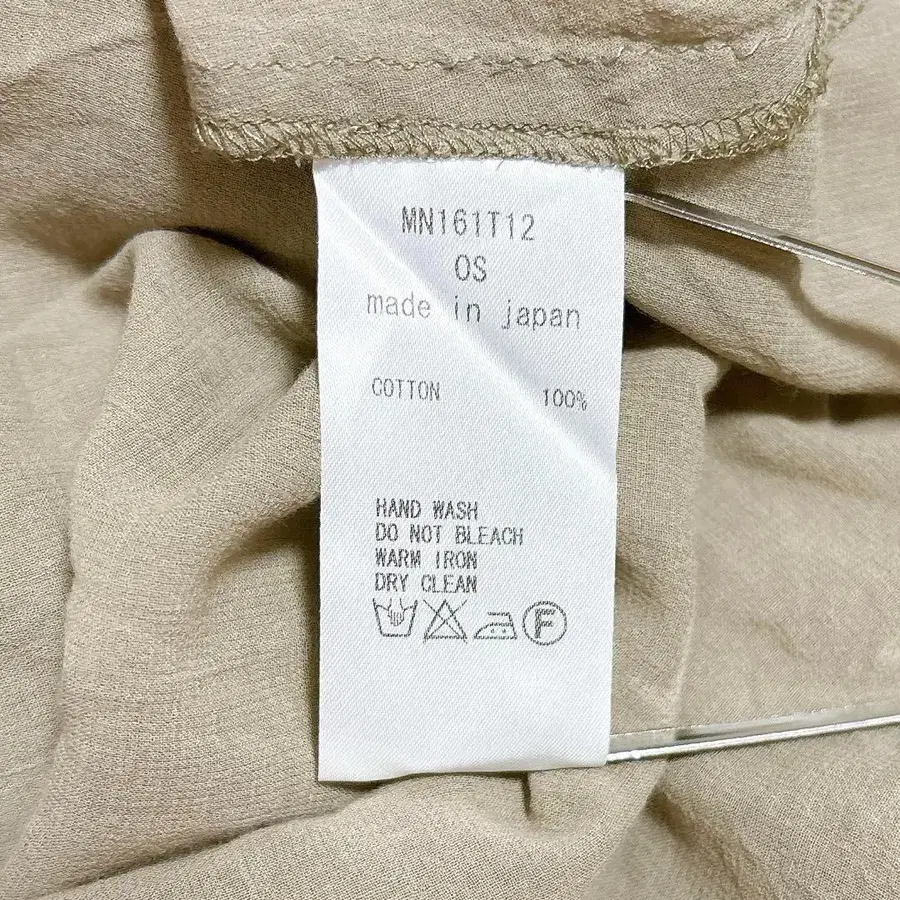 MN161T12
OS
made in japan
COTTON 100%
HAND WASH
DO NOT BLEACH
WARM IRON
DRY CLEAN
F